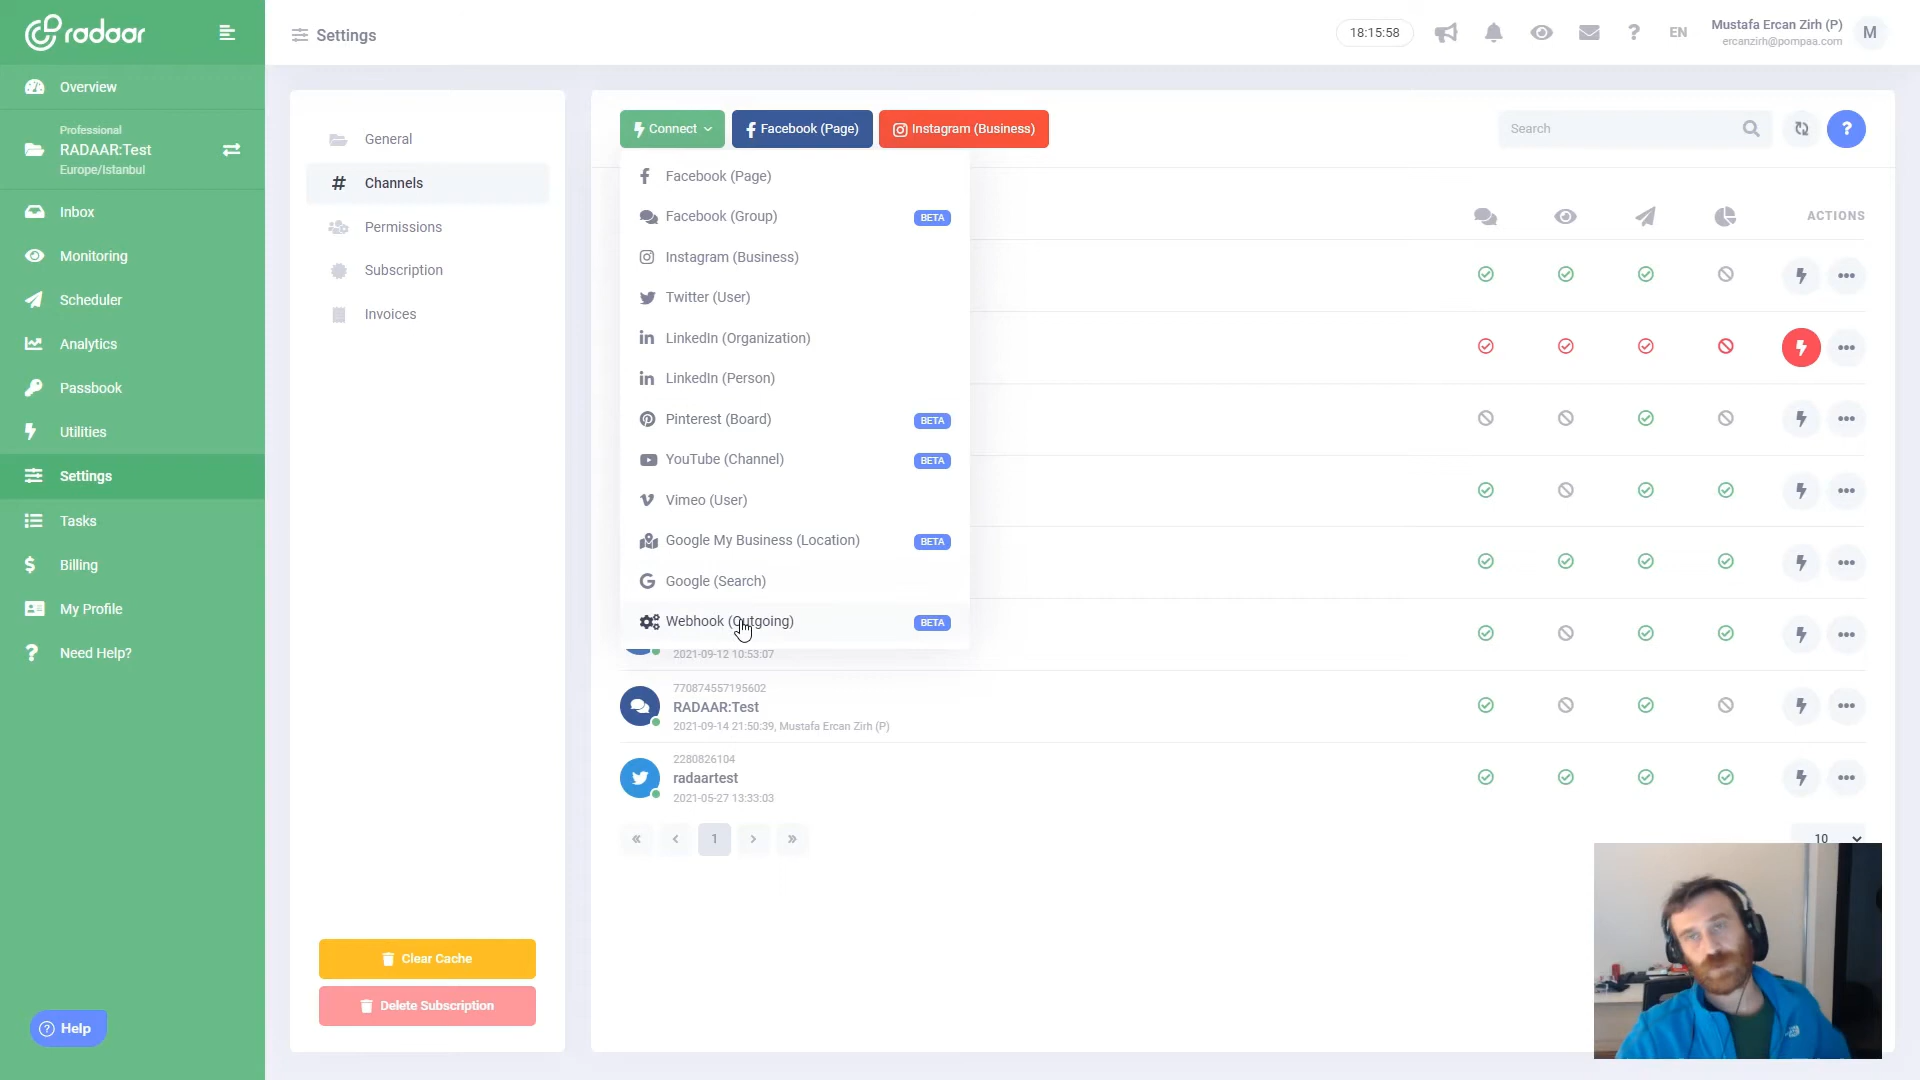 radaar
Overview
Professional
RADAAR:Test
Europe/Istanbul
Inbox
Monitoring
Scheduler
Analytics
Passbook
Utilities
Settings
Tasks
Billing
My Profile
Need Help?
Help
Settings
18:15:58
EN
Mustafa Ercan Zirh (P)
ercanzirh@pompaa.com
M
General
Channels
Permissions
Subscription
Invoices
Clear Cache
Delete Subscription
Connect
Facebook (Page)
Instagram (Business)
Search
?
ACTIONS
Facebook (Page)
Facebook (Group) BETA
Instagram (Business)
Twitter (User)
LinkedIn (Organization)
LinkedIn (Person)
Pinterest (Board) BETA
YouTube (Channel) BETA
Vimeo (User)
Google My Business (Location) BETA
Google (Search)
Webhook (Outgoing) BETA
2021-09-12 10:53:07
770874557195602
RADAAR:Test
2021-09-14 21:50:39, Mustafa Ercan Zirh (P)
2280826104
radaartest
2021-05-27 13:33:03
« ‹ 1 › »
10